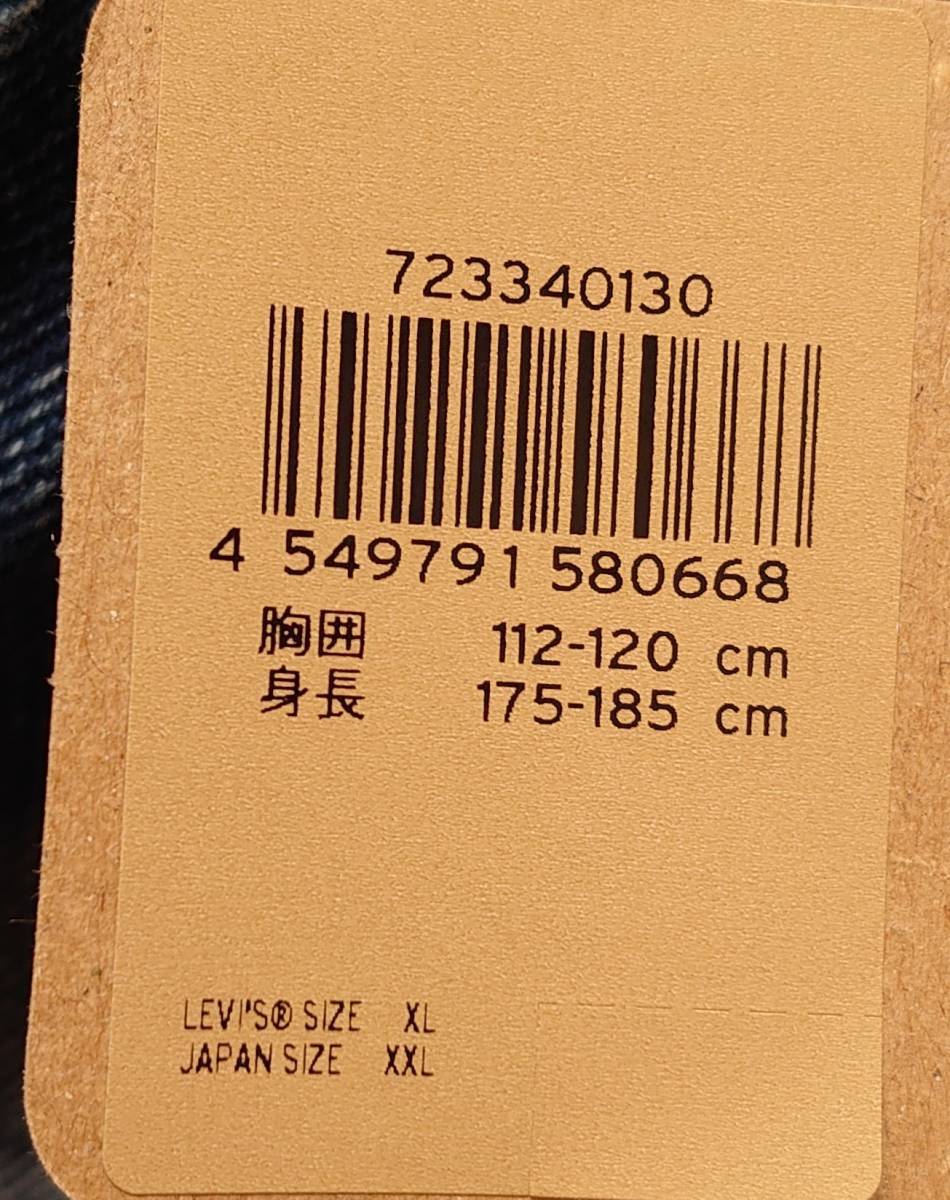 723340130
4 549791 580668
胸囲 112-120 cm
身長 175-185 cm
LEVI'S® SIZE XL
JAPAN SIZE XXL